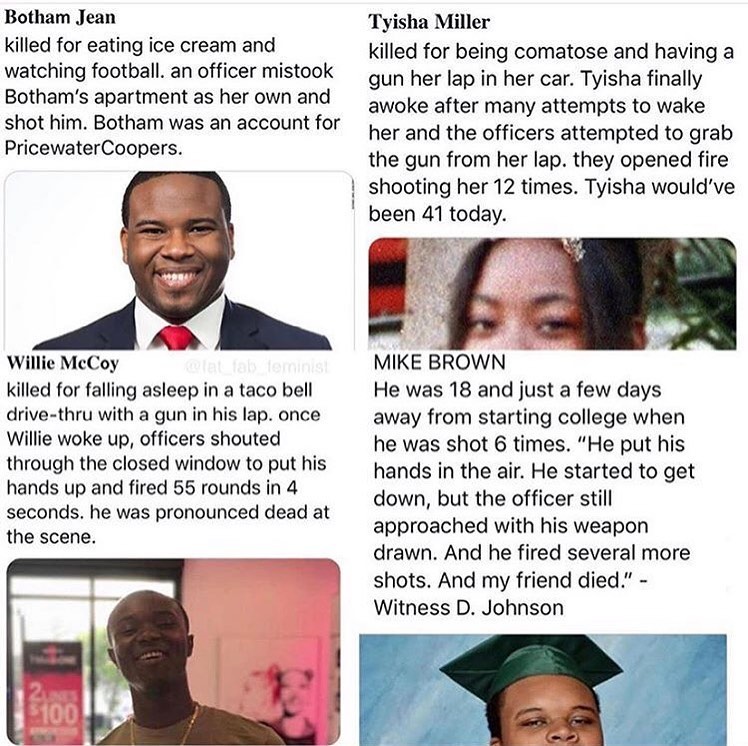 Botham Jean
killed for eating ice cream and
watching football. an officer mistook
Botham's apartment as her own and
shot him. Botham was an account for
PricewaterCoopers.
Tyisha Miller
killed for being comatose and having a
gun her lap in her car. Tyisha finally
awoke after many attempts to wake
her and the officers attempted to grab
the gun from her lap. they opened fire
shooting her 12 times. Tyisha would've
been 41 today.
Willie McCoy
@fat_fab_feminist
killed for falling asleep in a taco bell
drive-thru with a gun in his lap. once
Willie woke up, officers shouted
through the closed window to put his
hands up and fired 55 rounds in 4
seconds. he was pronounced dead at
the scene.
2 LINES
$100
MIKE BROWN
He was 18 and just a few days
away from starting college when
he was shot 6 times. "He put his
hands in the air. He started to get
down, but the officer still
approached with his weapon
drawn. And he fired several more
shots. And my friend died." -
Witness D. Johnson